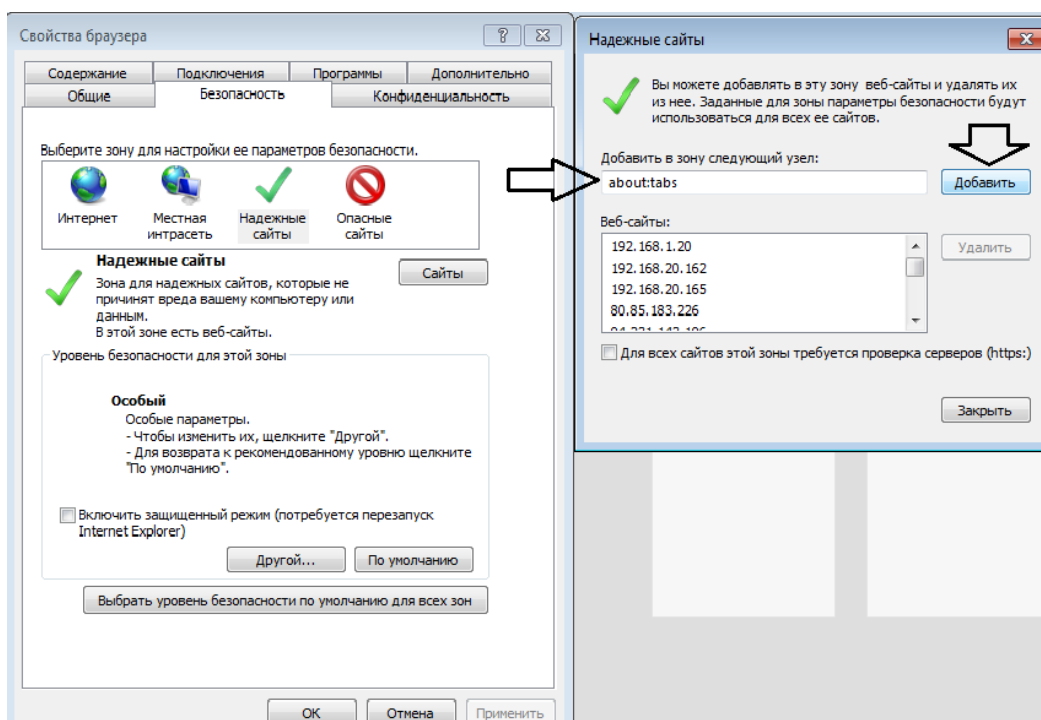 Свойства браузера
Содержание
Подключения
Программы
Дополнительно
Общие
Безопасность
Конфиденциальность
Выберите зону для настройки ее параметров безопасности.
Интернет
Местная
интрасеть
Надежные
сайты
Опасные
сайты
Надежные сайты
Зона для надежных сайтов, которые не
причинят вреда вашему компьютеру или
данным.
В этой зоне есть веб-сайты.
Сайты
Уровень безопасности для этой зоны
Особый
Особые параметры.
- Чтобы изменить их, щелкните "Другой".
- Для возврата к рекомендованному уровню щелкните
"По умолчанию".
Включить защищенный режим (потребуется перезапуск
Internet Explorer)
Другой...
По умолчанию
Выбрать уровень безопасности по умолчанию для всех зон
OK
Отмена
Применить
Надежные сайты
Вы можете добавлять в эту зону веб-сайты и удалять их
из нее. Заданные для зоны параметры безопасности будут
использоваться для всех ее сайтов.
Добавить в зону следующий узел:
about:tabs
Добавить
Веб-сайты:
192.168.1.20
192.168.20.162
192.168.20.165
80.85.183.226
Удалить
Для всех сайтов этой зоны требуется проверка серверов (https:)
Закрыть